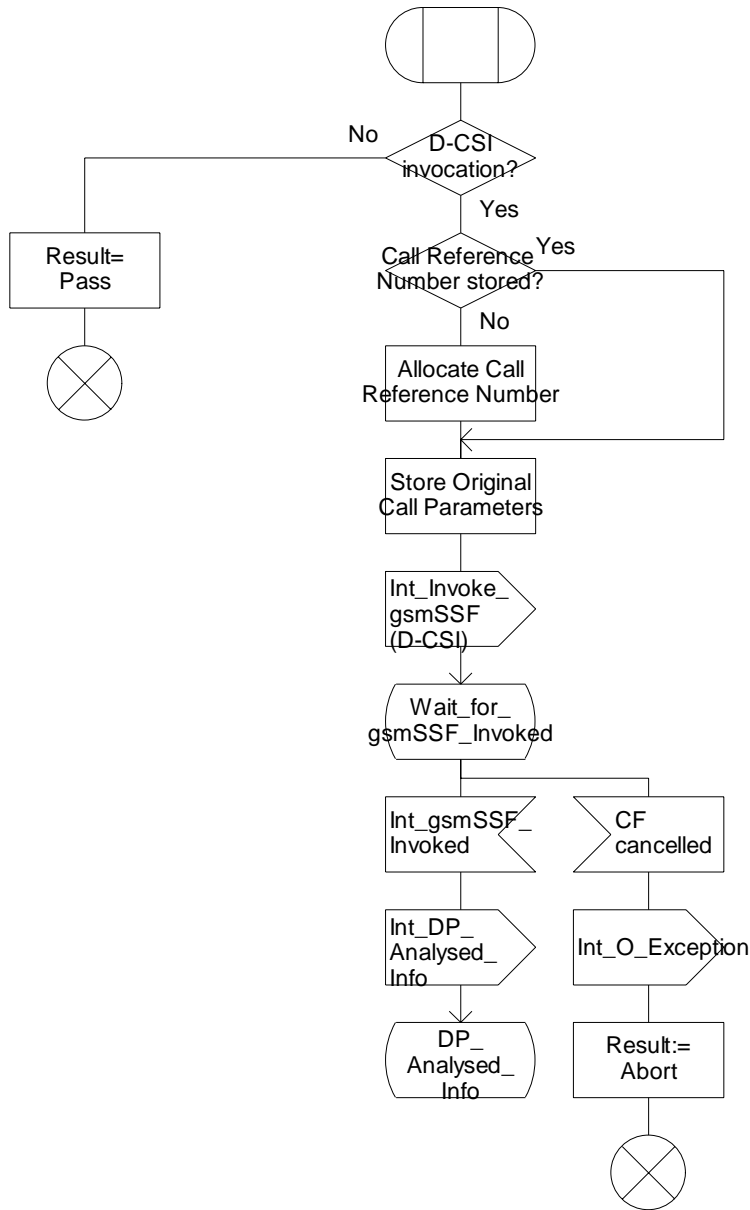 No
D-CSI
invocation?
Yes
Result=
Pass
Call Reference
Number stored?
Yes
No
Allocate Call
Reference Number
Store Original
Call Parameters
Int_Invoke_
gsmSSF
(D-CSI)
Wait_for_
gsmSSF_Invoked
Int_gsmSSF_
Invoked
CF
cancelled
Int_DP_
Analysed_
Info
Int_O_Exception
DP_
Analysed_
Info
Result:=
Abort